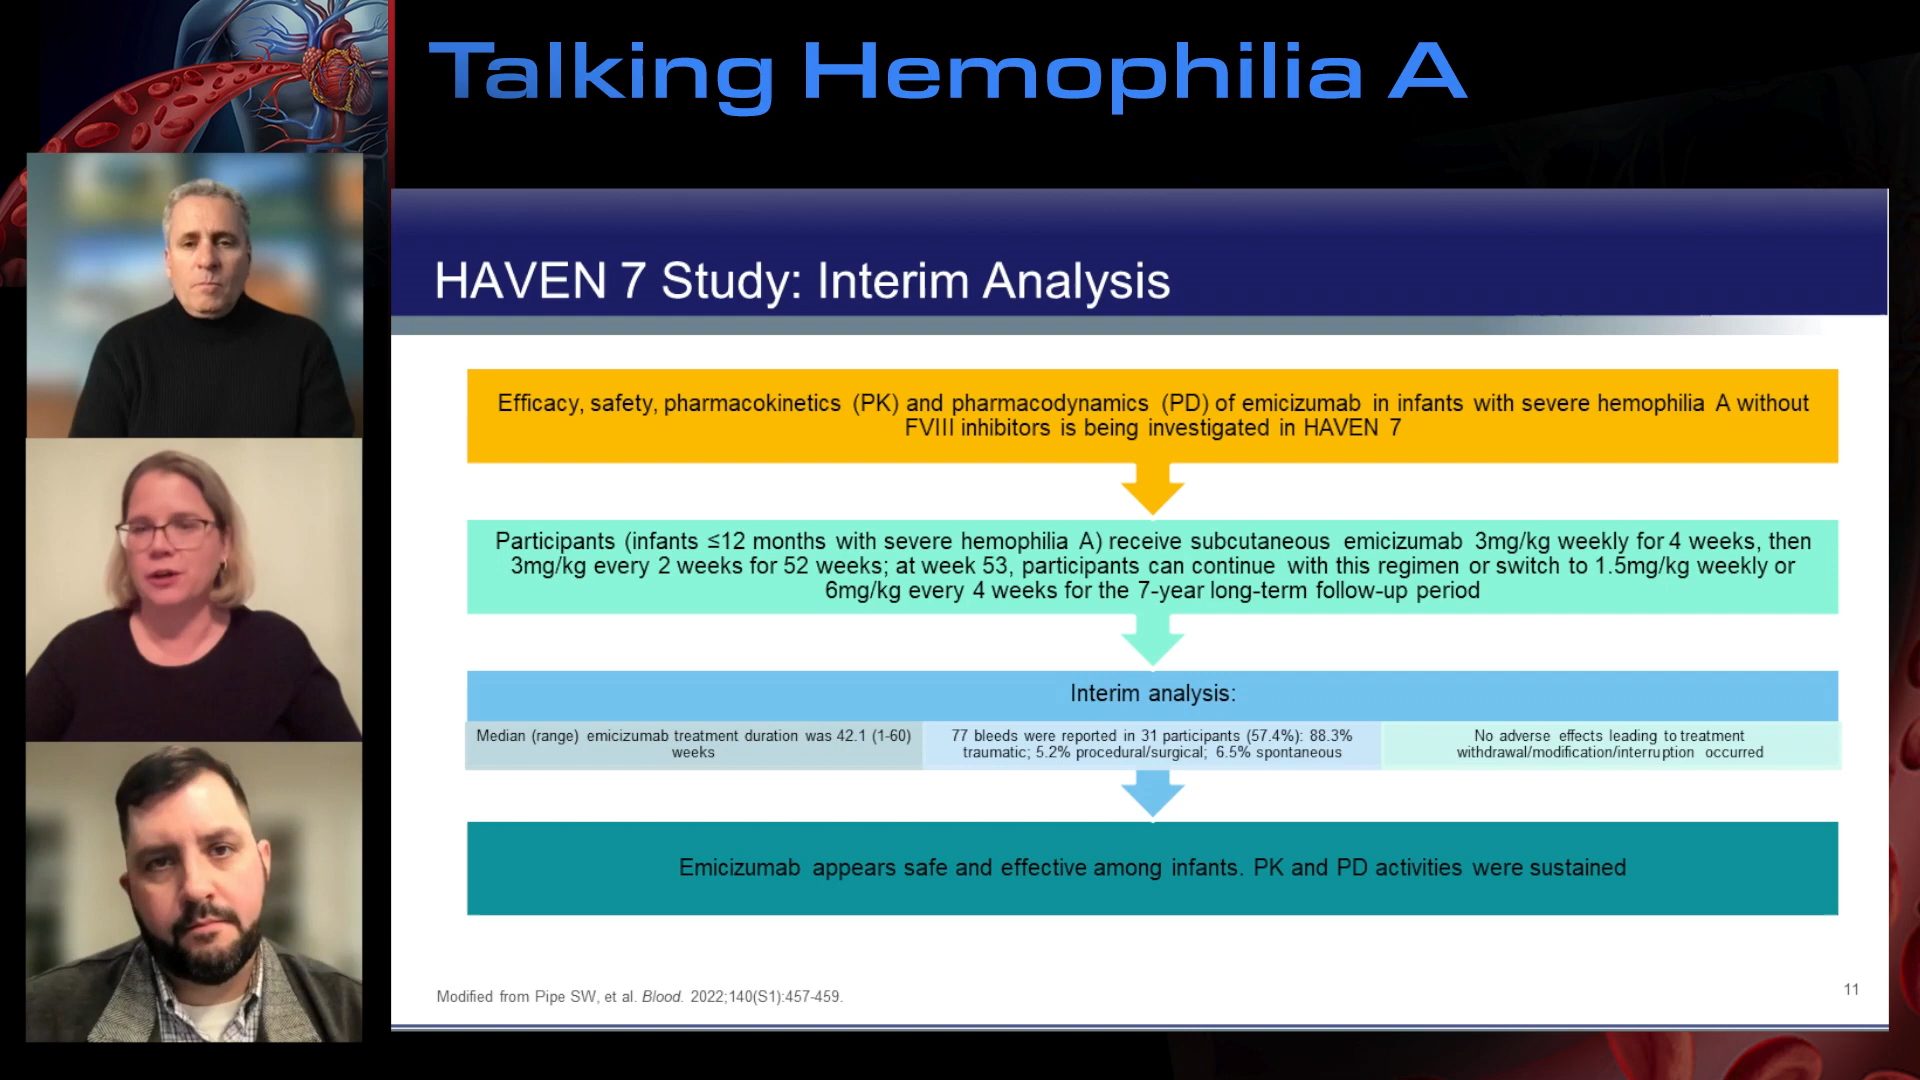 Talking Hemophilia A
HAVEN 7 Study: Interim Analysis
Efficacy, safety, pharmacokinetics (PK) and pharmacodynamics (PD) of emicizumab in infants with severe hemophilia A without
FVIII inhibitors is being investigated in HAVEN 7
Participants (infants ≤12 months with severe hemophilia A) receive subcutaneous emicizumab 3mg/kg weekly for 4 weeks, then
3mg/kg every 2 weeks for 52 weeks; at week 53, participants can continue with this regimen or switch to 1.5mg/kg weekly or
6mg/kg every 4 weeks for the 7-year long-term follow-up period
Interim analysis:
Median (range) emicizumab treatment duration was 42.1 (1-60)
weeks
77 bleeds were reported in 31 participants (57.4%): 88.3%
traumatic; 5.2% procedural/surgical; 6.5% spontaneous
No adverse effects leading to treatment
withdrawal/modification/interruption occurred
Emicizumab appears safe and effective among infants. PK and PD activities were sustained
Modified from Pipe SW, et al. Blood. 2022;140(S1):457-459.
11